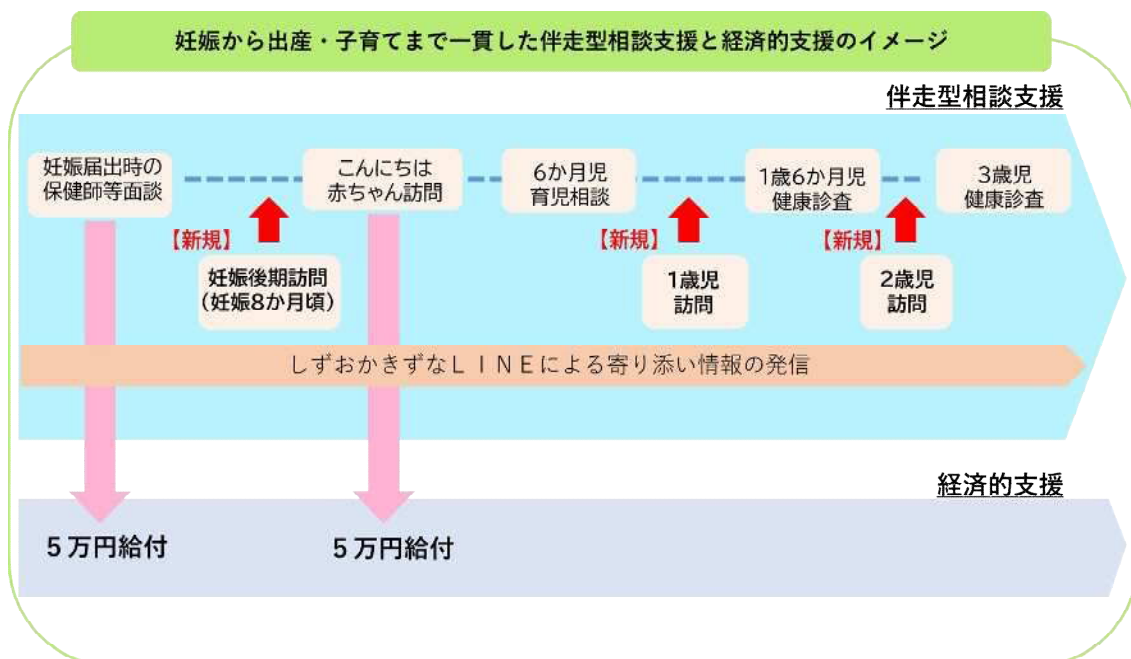 妊娠から出産・子育てまで一貫した伴走型相談支援と経済的支援のイメージ
伴走型相談支援
妊娠届出時の
保健師等面談
こんにちは
赤ちゃん訪問
6か月児
育児相談
1歳6か月児
健康診査
3歳児
健康診査
【新規】
妊娠後期訪問
(妊娠8か月頃)
【新規】
1歳児
訪問
【新規】
2歳児
訪問
しずおかきずなLINEによる寄り添い情報の発信
経済的支援
5万円給付
5万円給付